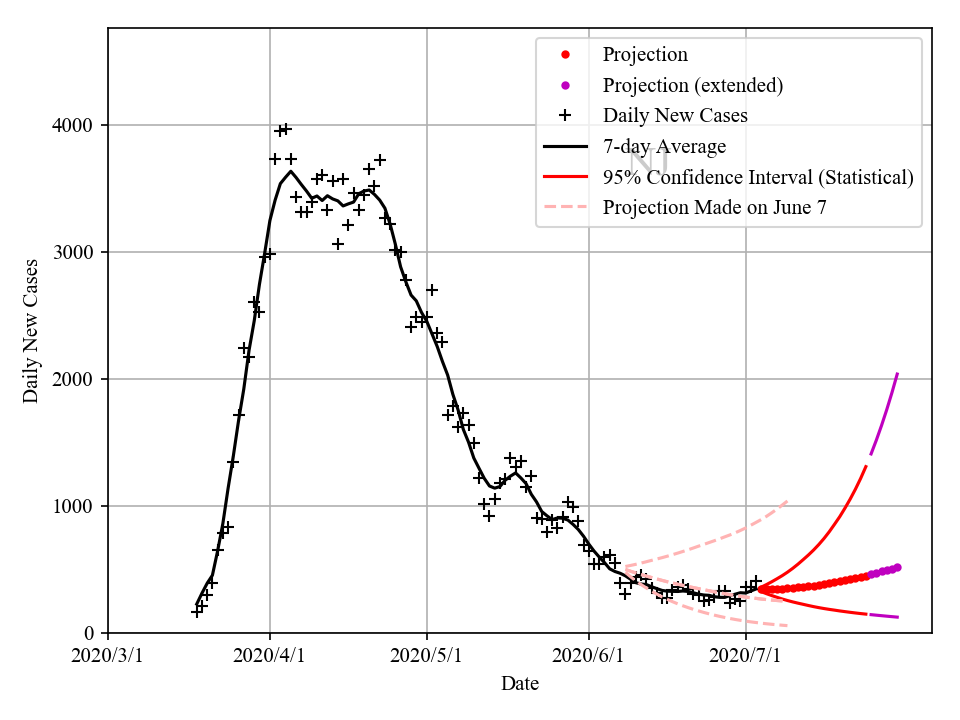 4000
3000
2000
1000
0
Daily New Cases
2020/3/1
2020/4/1
2020/5/1
2020/6/1
2020/7/1
Date
NJ
Projection
Projection (extended)
Daily New Cases
7-day Average
95% Confidence Interval (Statistical)
Projection Made on June 7